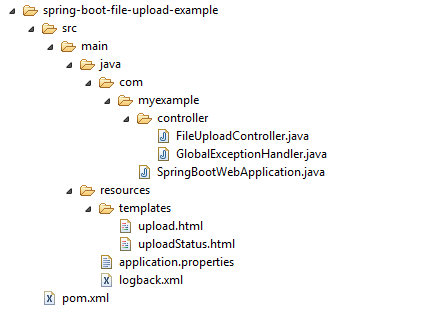 spring-boot-file-upload-example
src
main
java
com
myexample
controller
FileUploadController.java
GlobalExceptionHandler.java
SpringBootWebApplication.java
resources
templates
upload.html
uploadStatus.html
application.properties
logback.xml
pom.xml